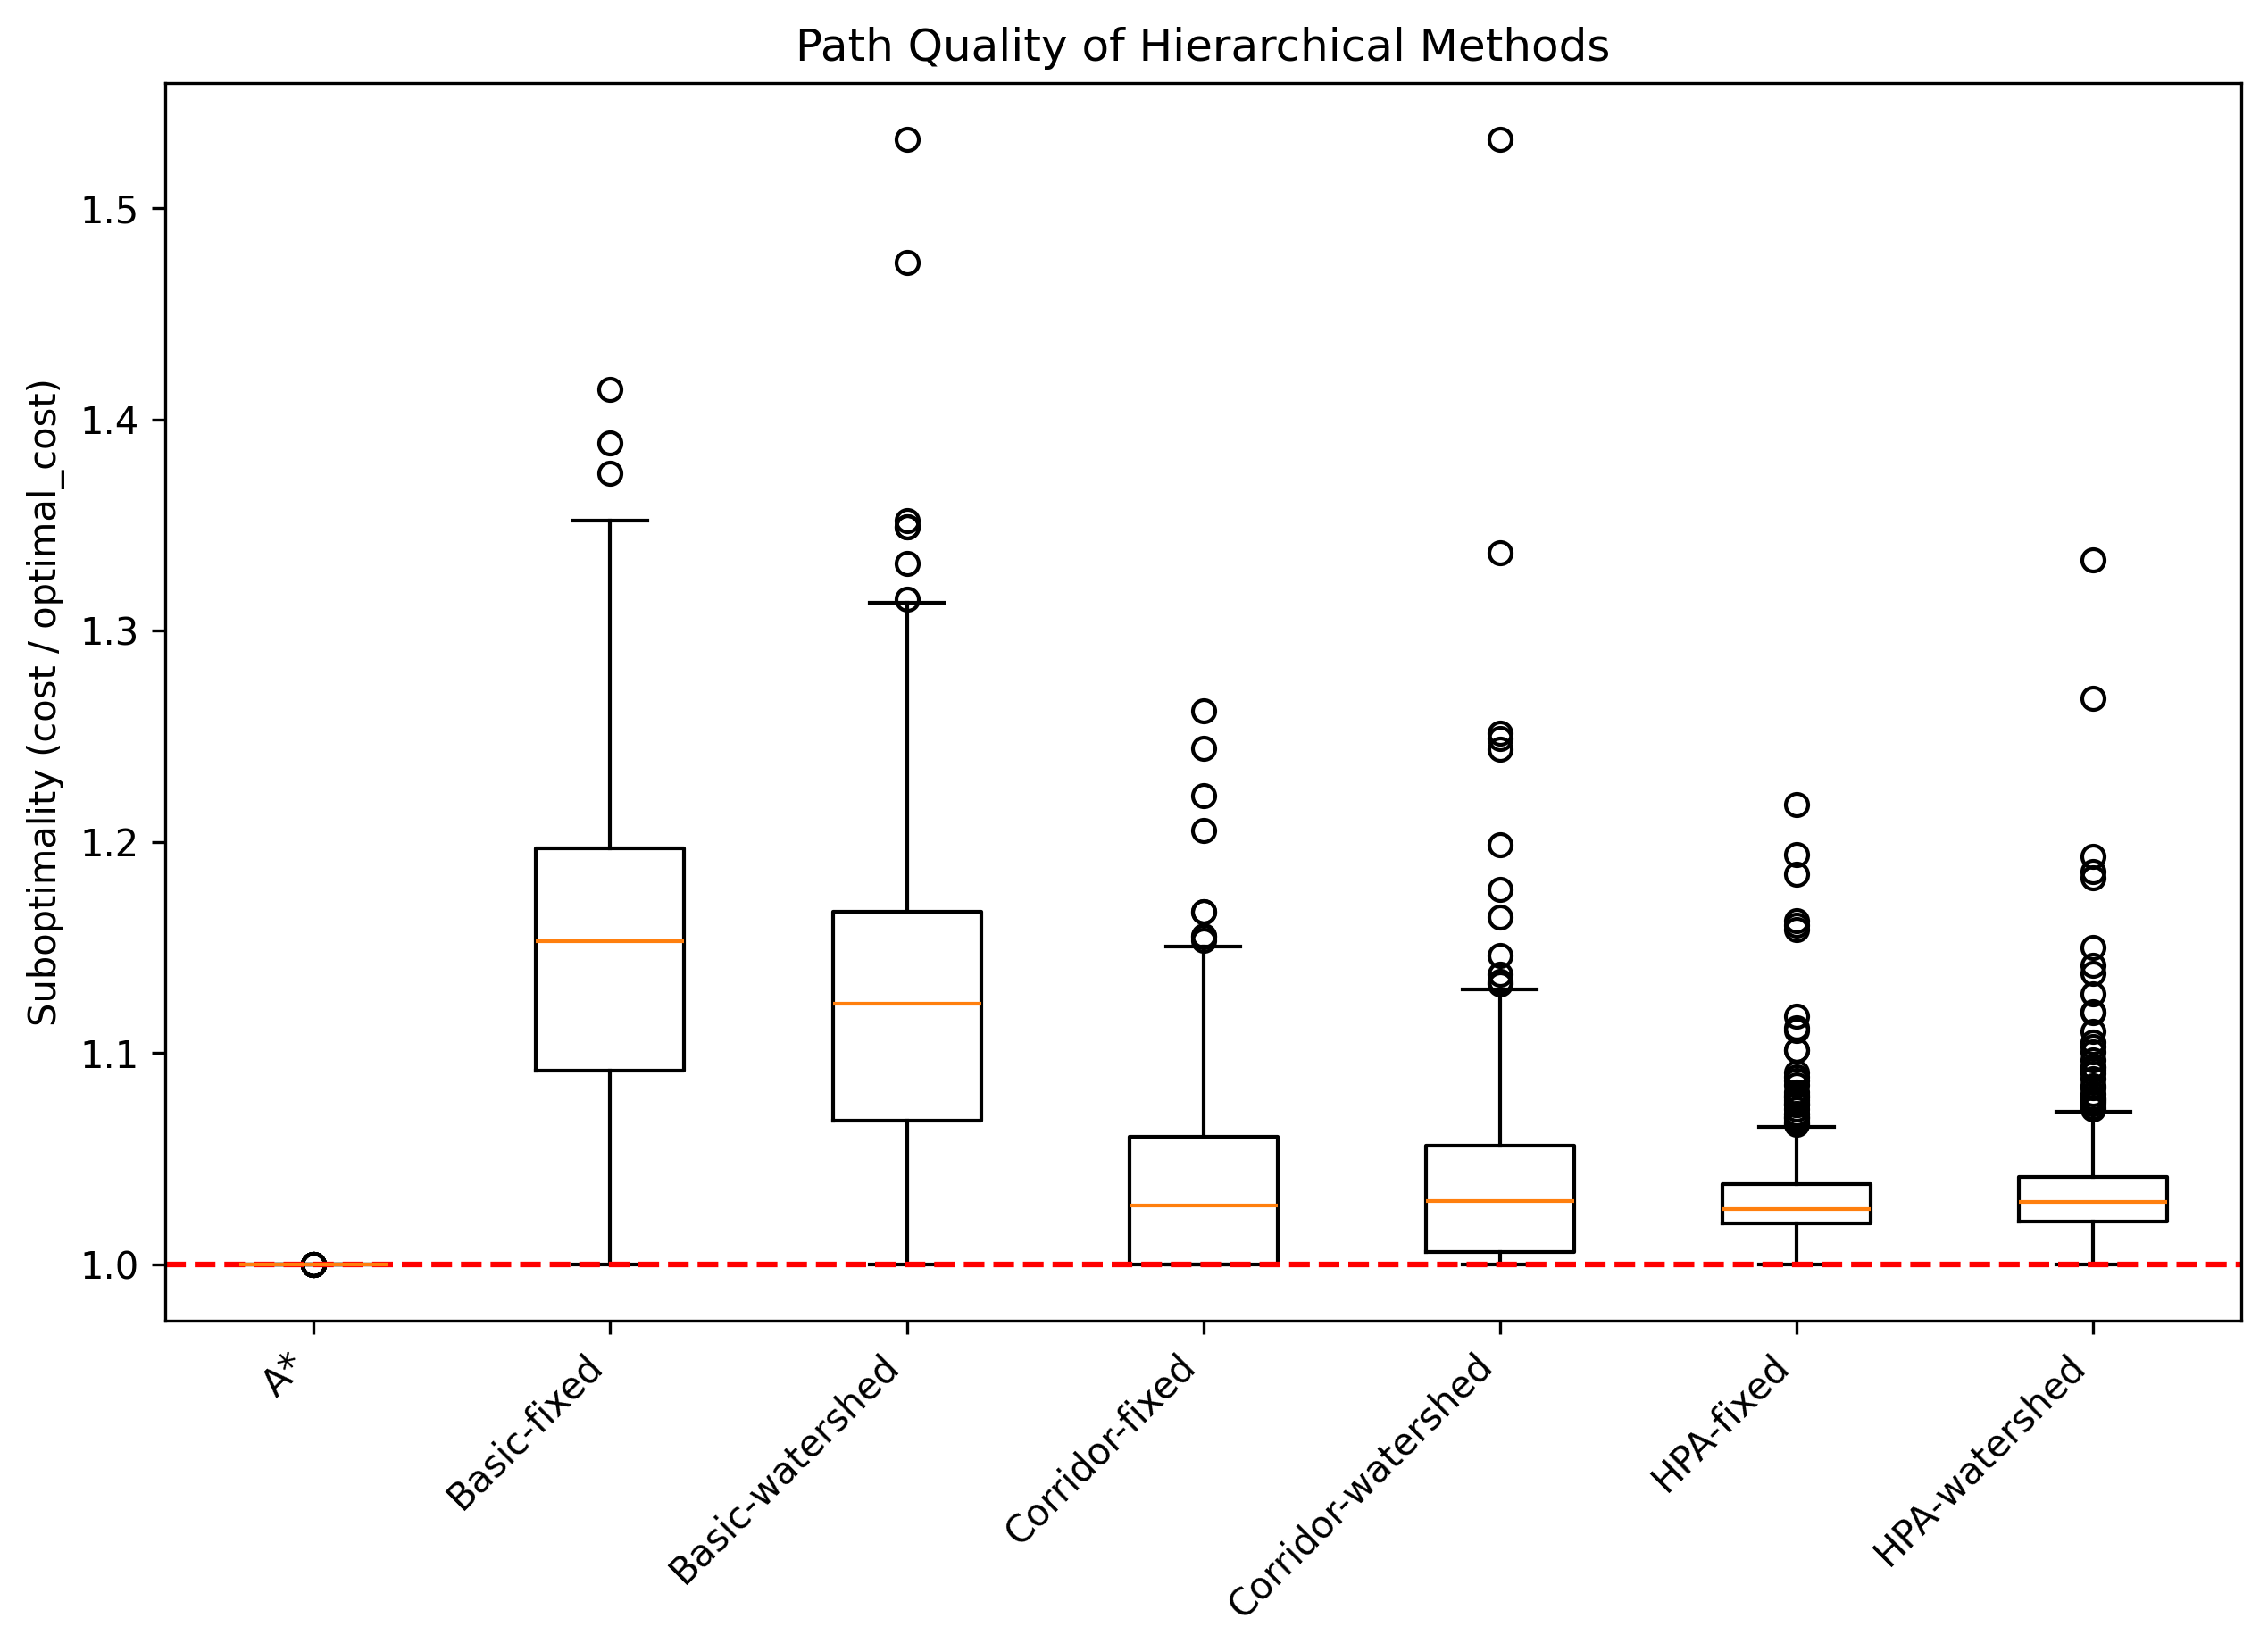 Path Quality of Hierarchical Methods
Suboptimality (cost / optimal_cost)
1.5
1.4
1.3
1.2
1.1
1.0
A*
Basic-fixed
Basic-watershed
Corridor-fixed
Corridor-watershed
HPA-fixed
HPA-watershed